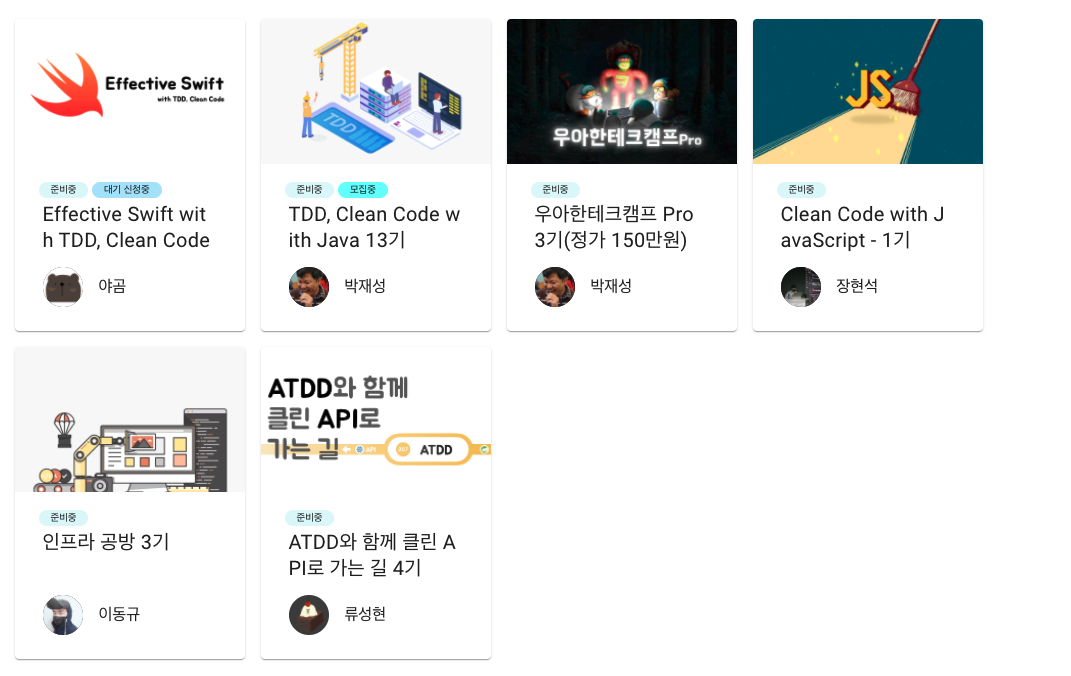 Effective Swift
with TDD, Clean Code
준비중 대기 신청중
Effective Swift wit
h TDD, Clean Code
야곰
TDD
준비중 모집중
TDD, Clean Code w
ith Java 13기
박재성
우아한테크캠프Pro
준비중
우아한테크캠프 Pro
3기(정가 150만원)
박재성
JS
준비중
Clean Code with J
avaScript - 1기
장현석
준비중
인프라 공방 3기
이동규
ATDD와 함께
클린 API로
가는 길
API
ATDD
준비중
ATDD와 함께 클린 A
PI로 가는 길 4기
류성현